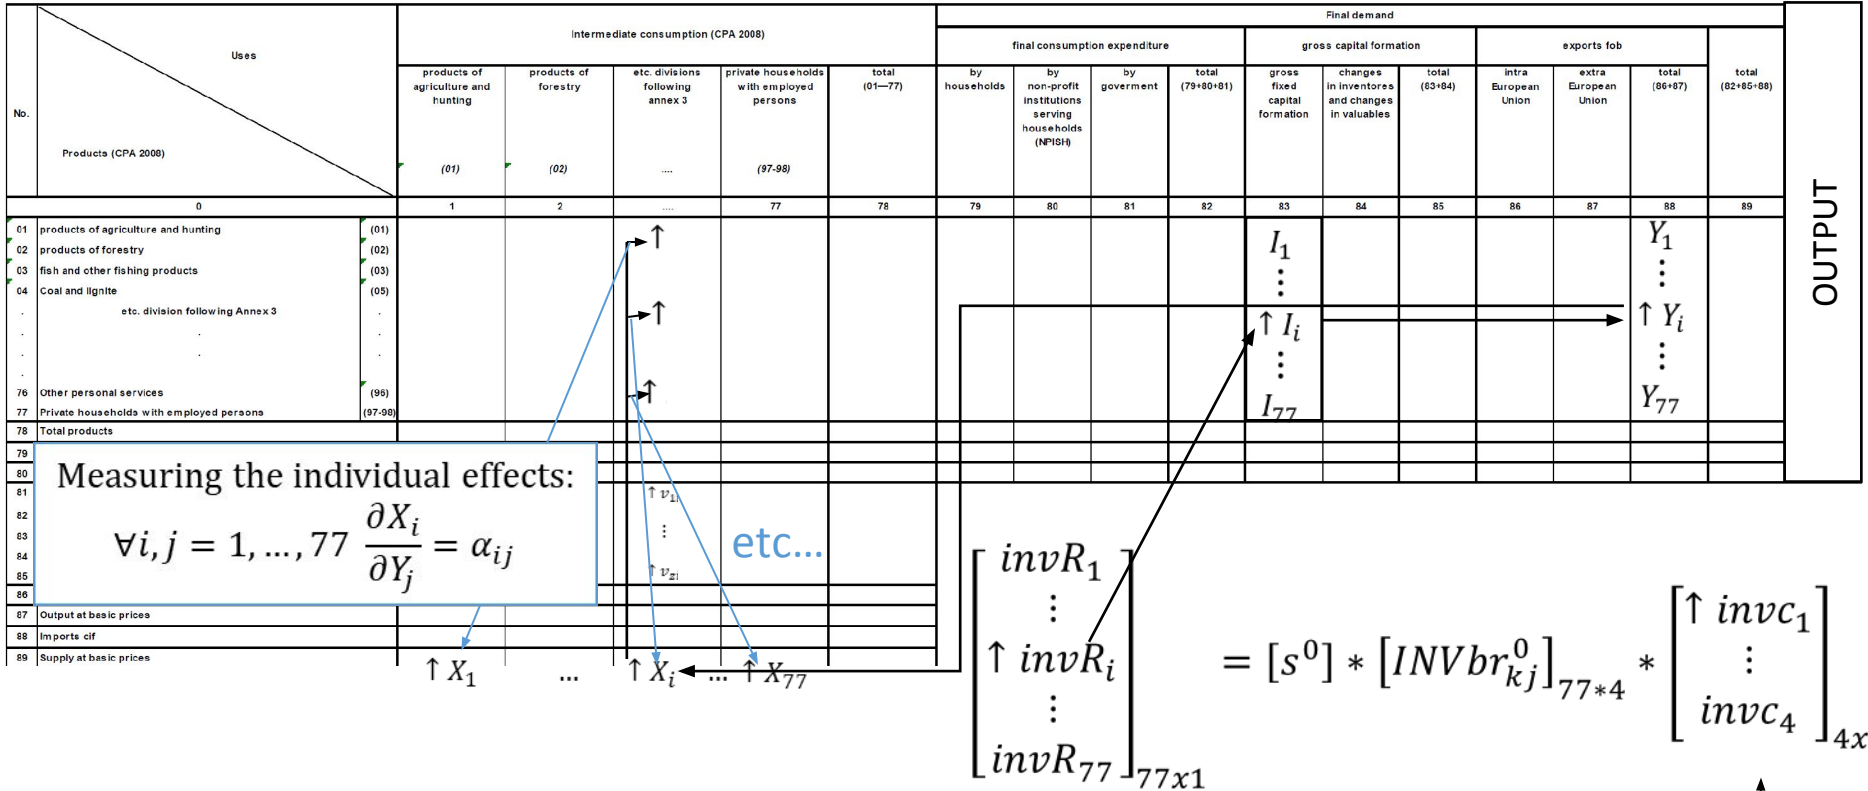 Uses
No.
Products (CPA 2008)
Intermediate consumption (CPA 2008)
Final demand
final consumption expenditure
gross capital formation
exports fob
products of agriculture and hunting
(01)
products of forestry
(02)
etc. divisions following annex 3
....
private households with employed persons
(97-98)
total (01—77)
by households
by non-profit institutions serving households (NPISH)
by goverment
total (79+80+81)
gross fixed capital formation
changes in inventores and changes in valuables
total (83+84)
intra European Union
extra European Union
total (86+87)
total (82+85+88)
OUTPUT
0 1 2 .... 77 78 79 80 81 82 83 84 85 86 87 88 89
01 products of agriculture and hunting (01)
02 products of forestry (02)
03 fish and other fishing products (03)
04 Coal and lignite (05)
. etc. division following Annex 3 .
. . .
. . .
. .
76 Other personal services (96)
77 Private households with employed persons (97-98)
↑
↑
↑
I₁
⋮
↑ Iᵢ
⋮
I₇₇
Y₁
⋮
↑ Yᵢ
⋮
Y₇₇
78 Total products
79
80
81
82
83
84
85
86
87 Output at basic prices
88 Imports cif
89 Supply at basic prices
Measuring the individual effects:
∀i, j = 1, …, 77 ∂Xᵢ/∂Yⱼ = αᵢⱼ
↑ v₁ᵢ
⋮
↑ v_zi
etc…
↑ X₁ … ↑ Xᵢ … ↑ X₇₇
[invR₁
⋮
↑ invRᵢ
⋮
invR₇₇]77x1
= [s⁰] * [INVbr⁰ₖⱼ]77*4 * [↑ invc₁
⋮
invc₄]4x